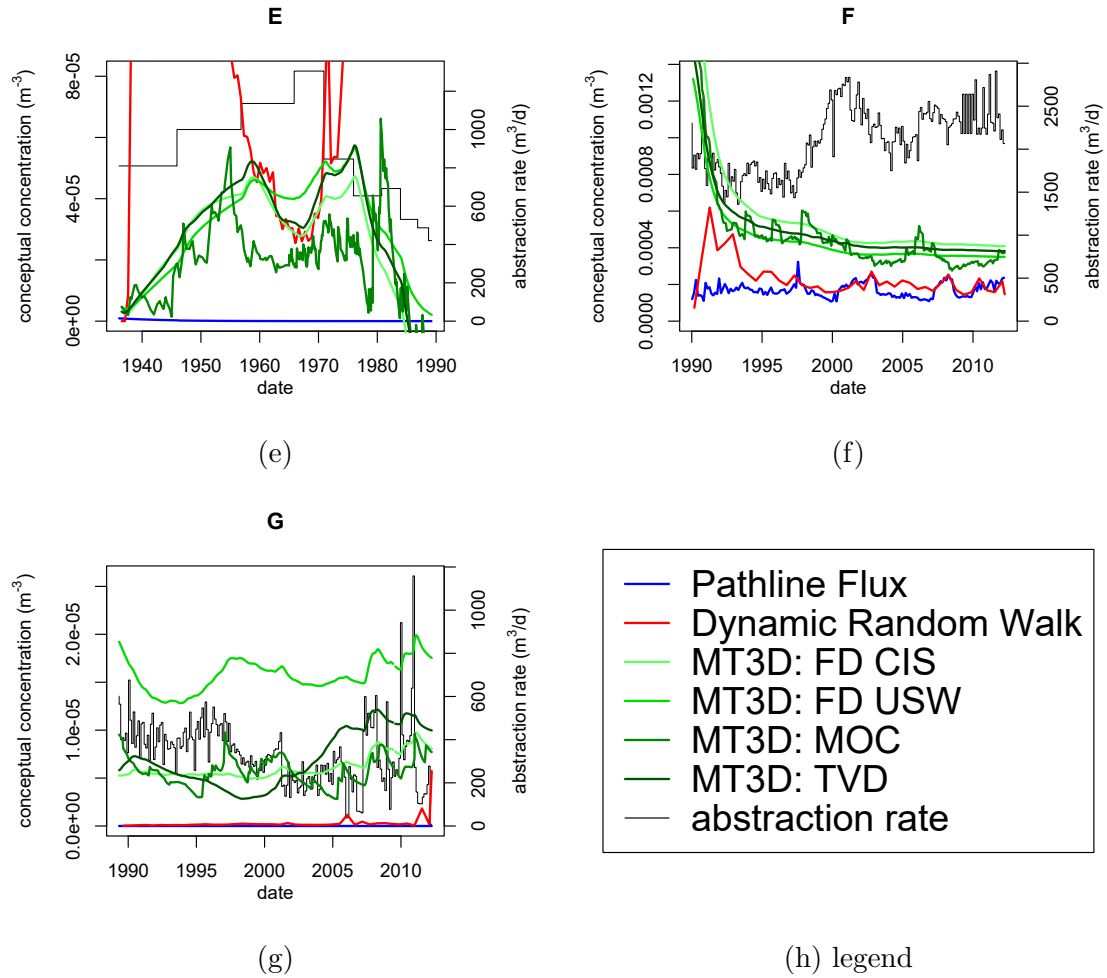 E
conceptual concentration (m⁻³)
0e+00 4e-05 8e-05
0 200 400 600 1000
abstraction rate (m³/d)
1940 1950 1960 1970 1980 1990
date
(e)
F
conceptual concentration (m⁻³)
0.0000 0.0004 0.0008 0.0012
0 500 1500 2500
abstraction rate (m³/d)
1990 1995 2000 2005 2010
date
(f)
G
conceptual concentration (m⁻³)
0.0e+00 1.0e-05 2.0e-05
0 200 400 600 1000
abstraction rate (m³/d)
1990 1995 2000 2005 2010
date
(g)
Pathline Flux
Dynamic Random Walk
MT3D: FD CIS
MT3D: FD USW
MT3D: MOC
MT3D: TVD
abstraction rate
(h) legend